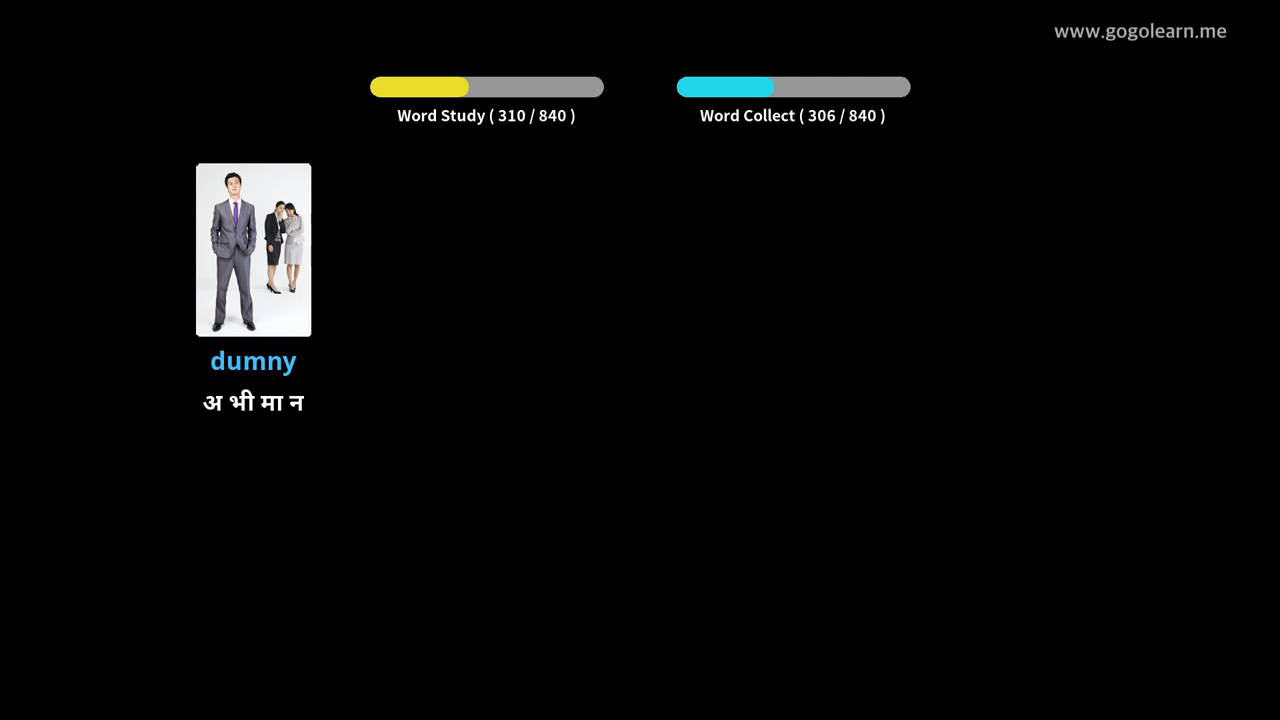 www.gogolearn.me
Word Study ( 310 / 840 )
Word Collect ( 306 / 840 )
dumny
अ भी मा न